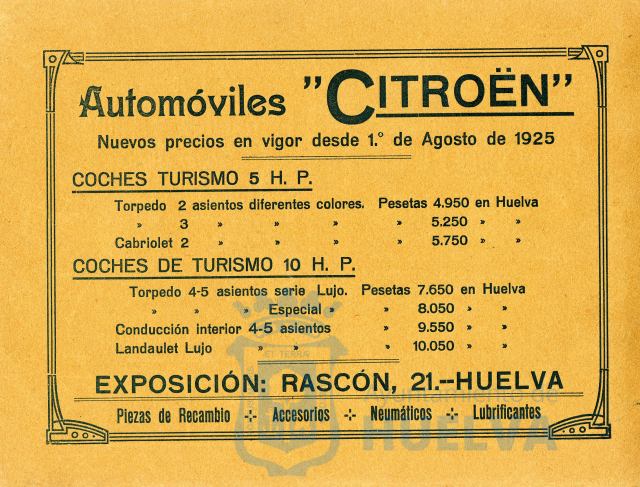 Automóviles "CITROËN"
Nuevos precios en vigor desde 1.º de Agosto de 1925
COCHES TURISMO 5 H. P.
Torpedo 2 asientos diferentes colores. Pesetas 4.950 en Huelva
» 3 » » » » 5.250 » »
Cabriolet 2 » » » » 5.750 » »
COCHES DE TURISMO 10 H. P.
Torpedo 4-5 asientos serie Lujo. Pesetas 7.650 en Huelva
» » » Especial » » 8.050 » »
Conducción interior 4-5 asientos » 9.550 » »
Landaulet Lujo » » » » 10.050 » »
EXPOSICIÓN: RASCÓN, 21.--HUELVA
Piezas de Recambio -:- Accesorios -:- Neumáticos -:- Lubrificantes
Ayuntamiento de
HUELVA